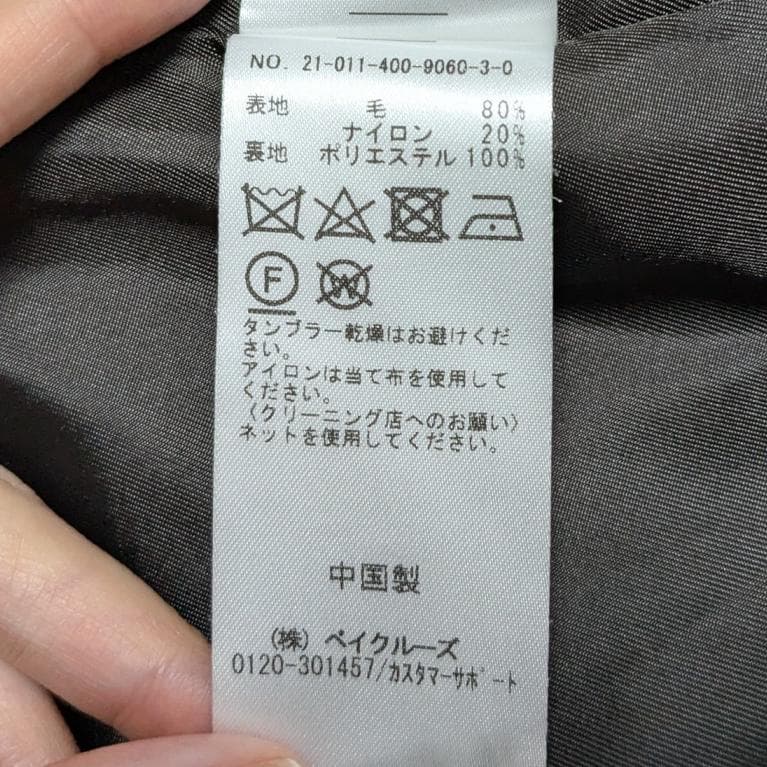 NO. 21-011-400-9060-3-0
表地 毛 80%
ナイロン 20%
裏地 ポリエステル 100%
F
W
タンブラー乾燥はお避けくだ
さい。
アイロンは当て布を使用して
ください。
〈クリーニング店へのお願い〉
ネットを使用してください。
中国製
(株) ベイクルーズ
0120-301457/カスタマーサポート